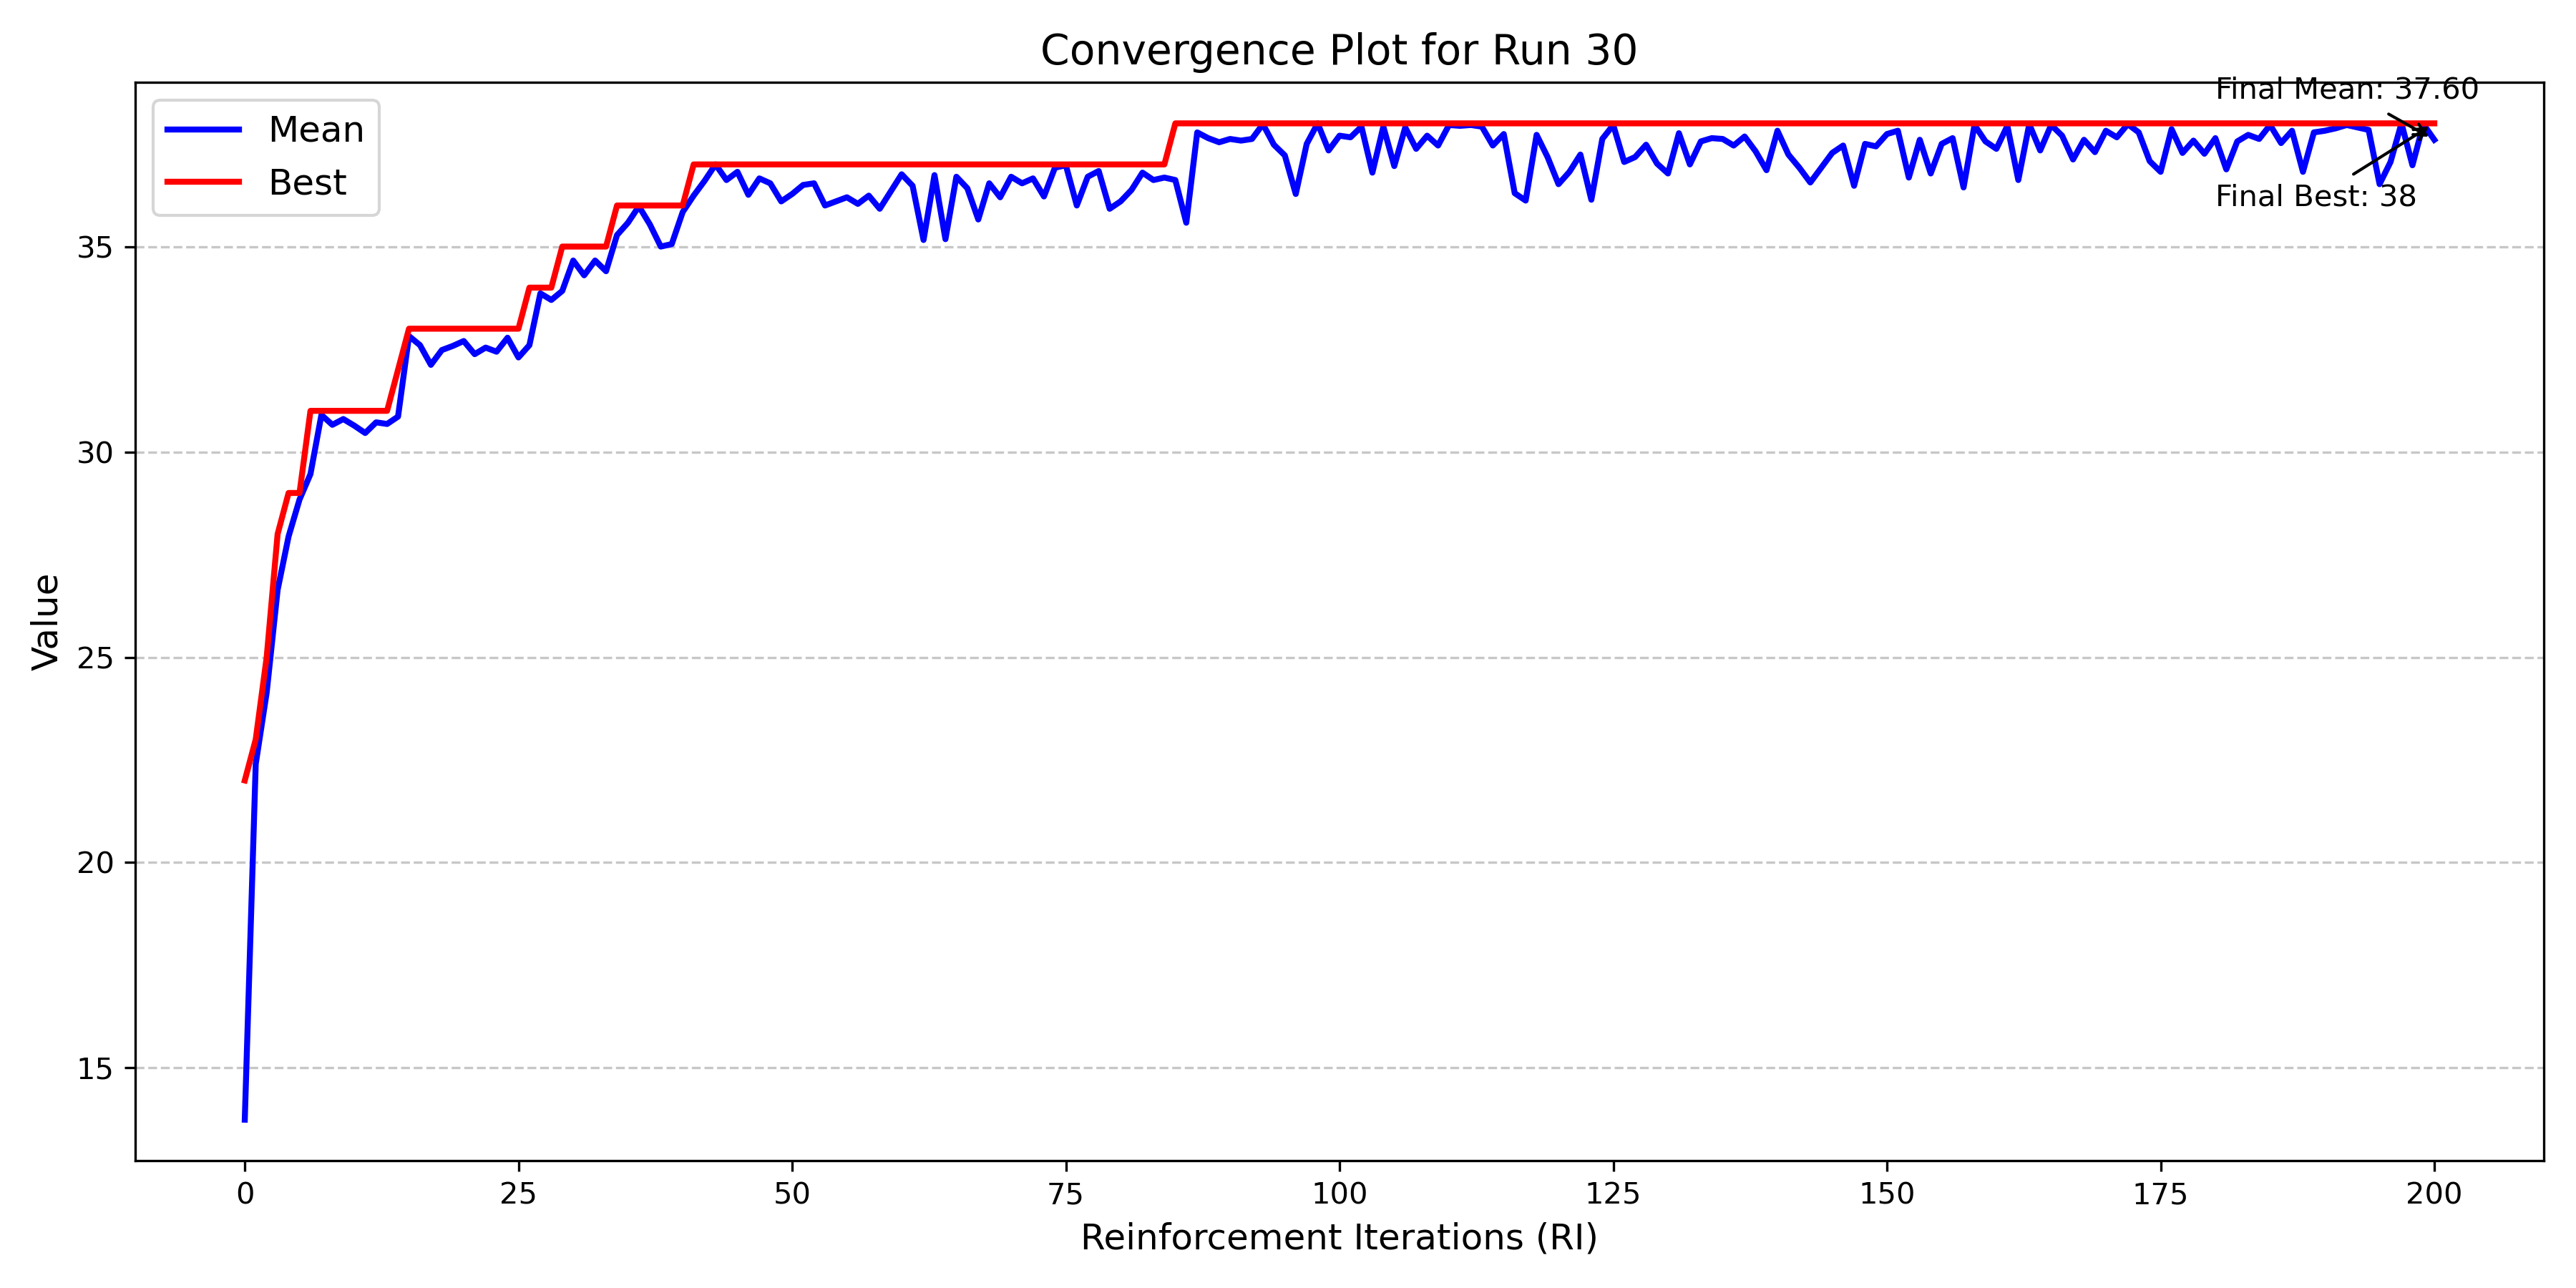 Convergence Plot for Run 30
Final Mean: 37.60
Mean
Best
Final Best: 38
35
30
25
20
15
Value
0 25 50 75 100 125 150 175 200
Reinforcement Iterations (RI)